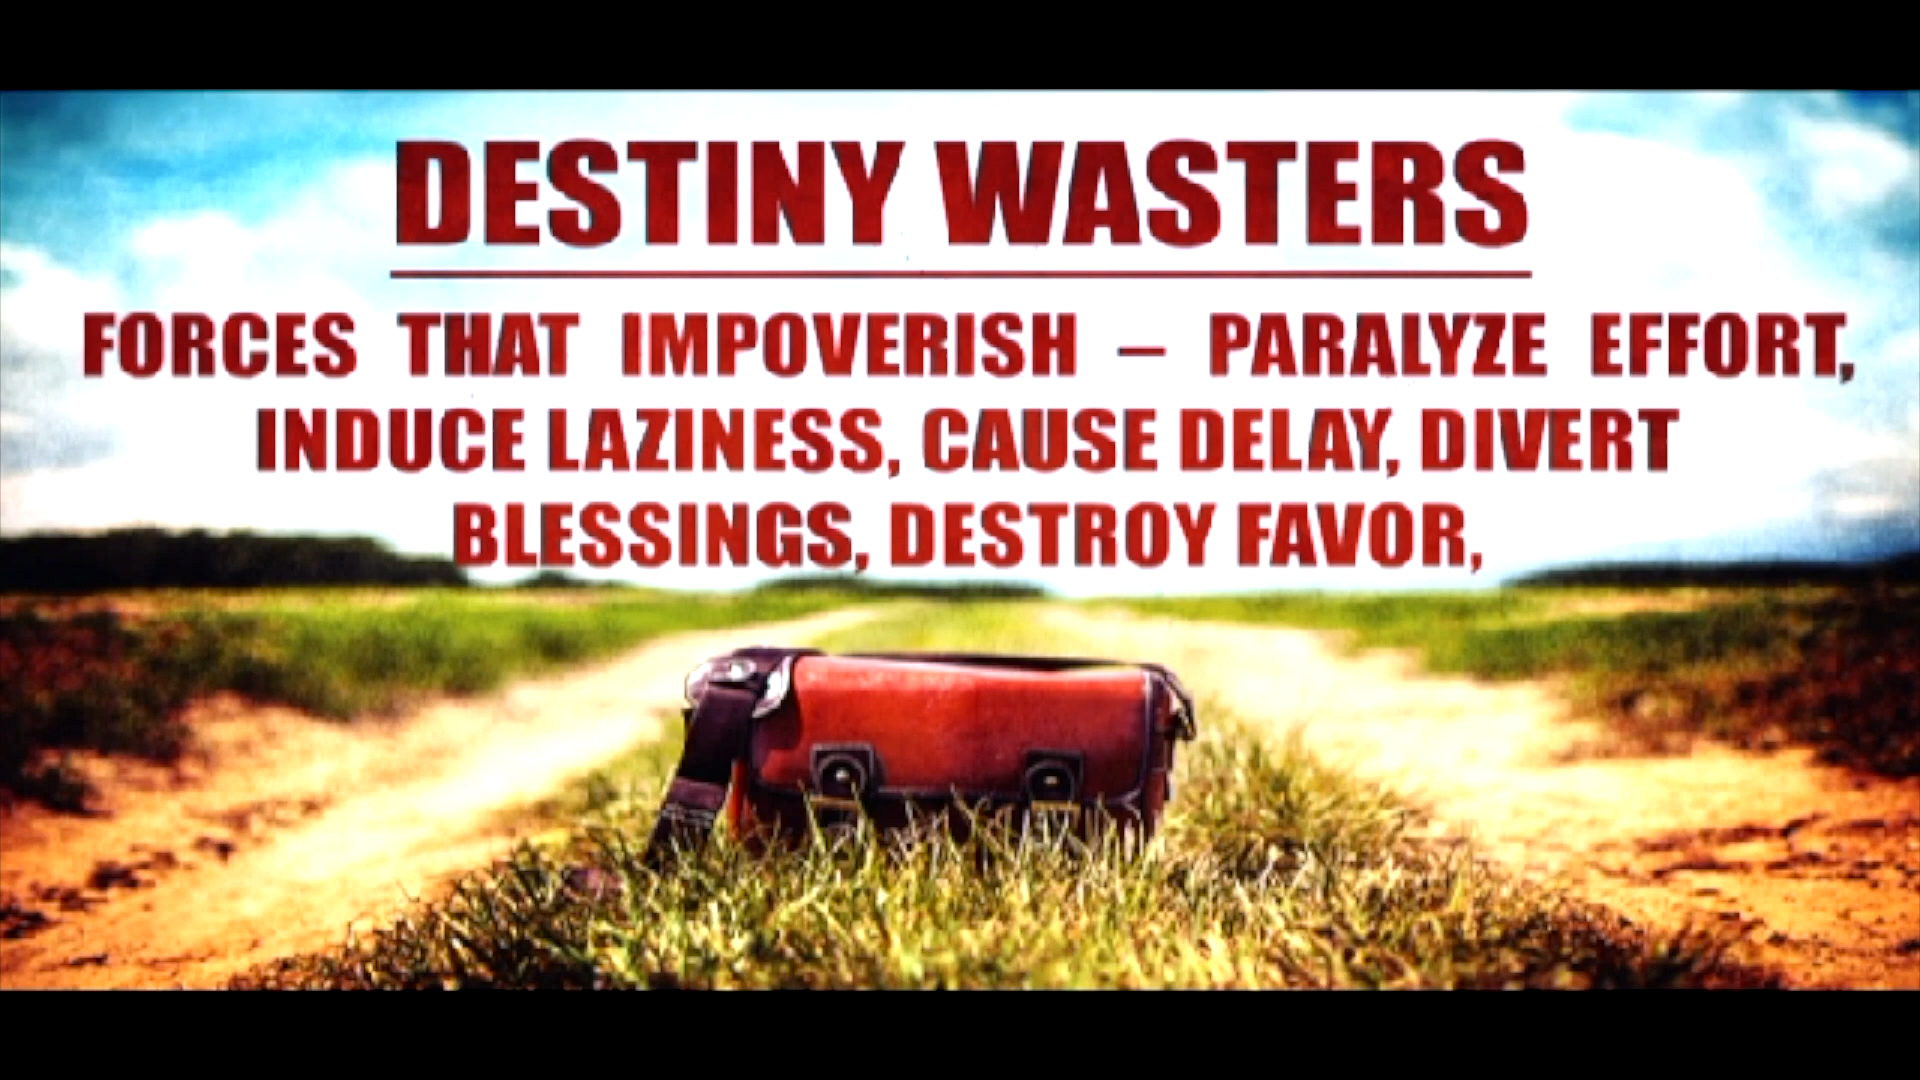 DESTINY WASTERS
FORCES THAT IMPOVERISH – PARALYZE EFFORT,
INDUCE LAZINESS, CAUSE DELAY, DIVERT
BLESSINGS, DESTROY FAVOR,